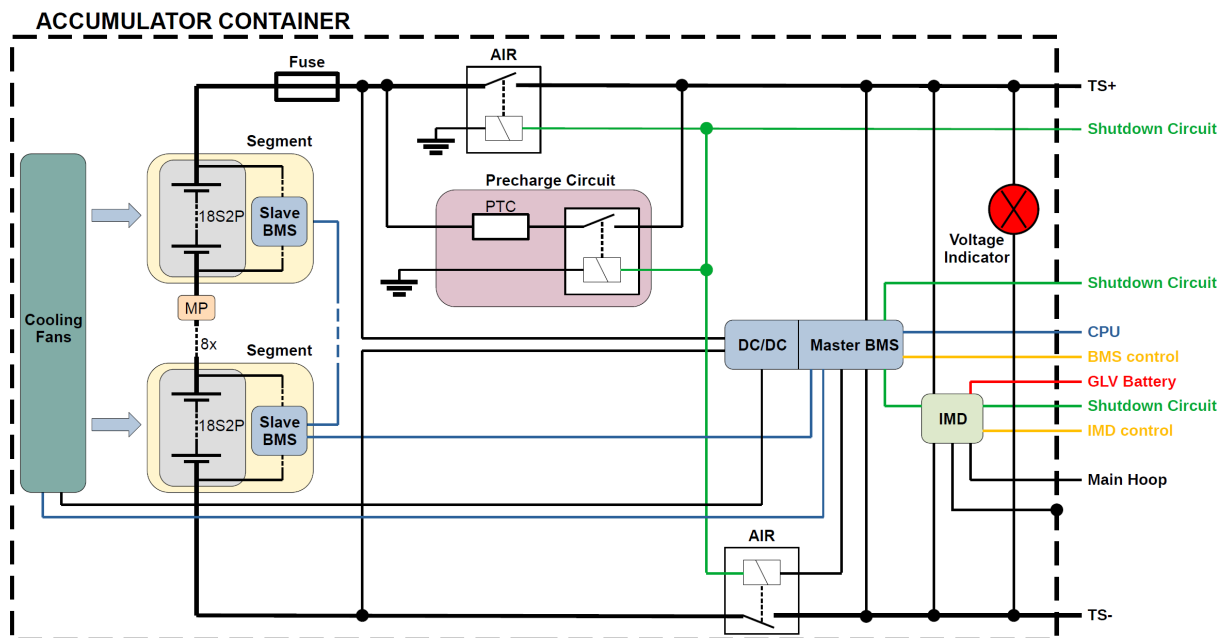 ACCUMULATOR CONTAINER
Fuse
AIR
TS+
Shutdown Circuit
Segment
Precharge Circuit
PTC
18S2P
Slave
BMS
Voltage
Indicator
Shutdown Circuit
MP
Cooling
Fans
8x
Segment
DC/DC
Master BMS
CPU
BMS control
GLV Battery
Shutdown Circuit
IMD
IMD control
18S2P
Slave
BMS
Main Hoop
AIR
TS-